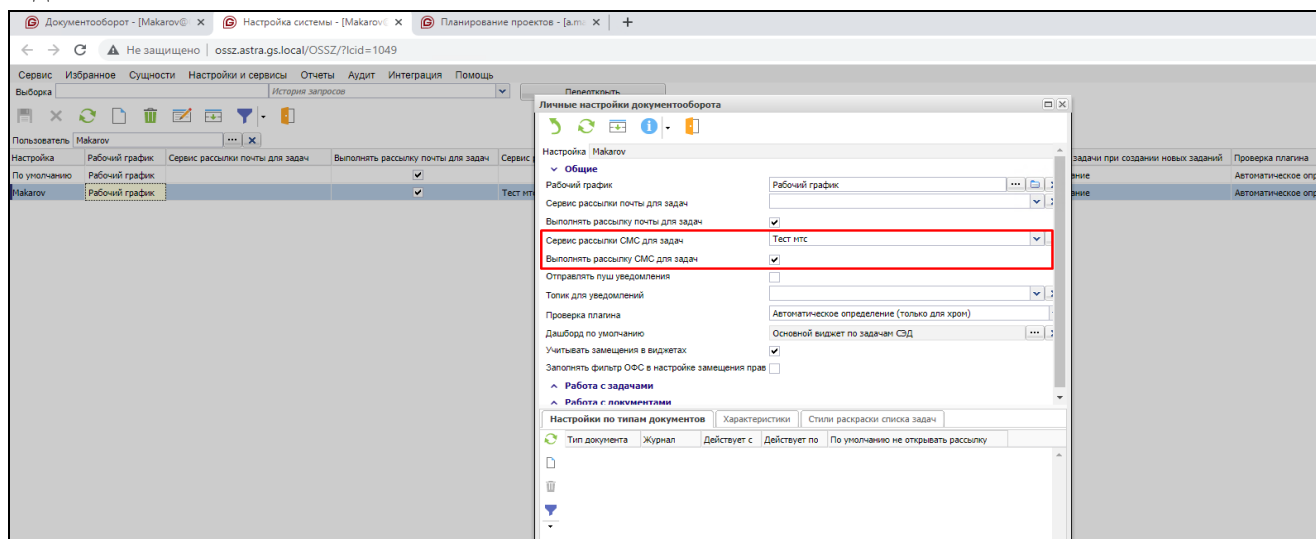 Документооборот - [Makarov@ Настройка системы - [Makarov@ Планирование проектов - [a.ma
Не защищено ossz.astra.gs.local/OSSZ/?lcid=1049
Сервис Избранное Сущности Настройки и сервисы Отчеты Аудит Интеграция Помощь
Выборка История запросов Переоткрыть
Личные настройки документооборота
Пользователь Makarov
Настройка Рабочий график Сервис рассылки почты для задач Выполнять рассылку почты для задач Сервис
По умолчанию Рабочий график
Makarov Рабочий график Тест мтс
Настройка Makarov
Общие
Рабочий график Рабочий график
Сервис рассылки почты для задач
Выполнять рассылку почты для задач
Сервис рассылки СМС для задач Тест мтс
Выполнять рассылку СМС для задач
Отправлять пуш уведомления
Топик для уведомлений
Проверка плагина Автоматическое определение (только для хром)
Дашборд по умолчанию Основной виджет по задачам СЭД
Учитывать замещения в виджетах
Заполнять фильтр ОФС в настройке замещения прав
Работа с задачами
Работа с документами
Настройки по типам документов Характеристики Стили раскраски списка задач
Тип документа Журнал Действует с Действует по По умолчанию не открывать рассылку
задачи при создании новых заданий Проверка плагина
ание Автоматическое опр
ание Автоматическое опр